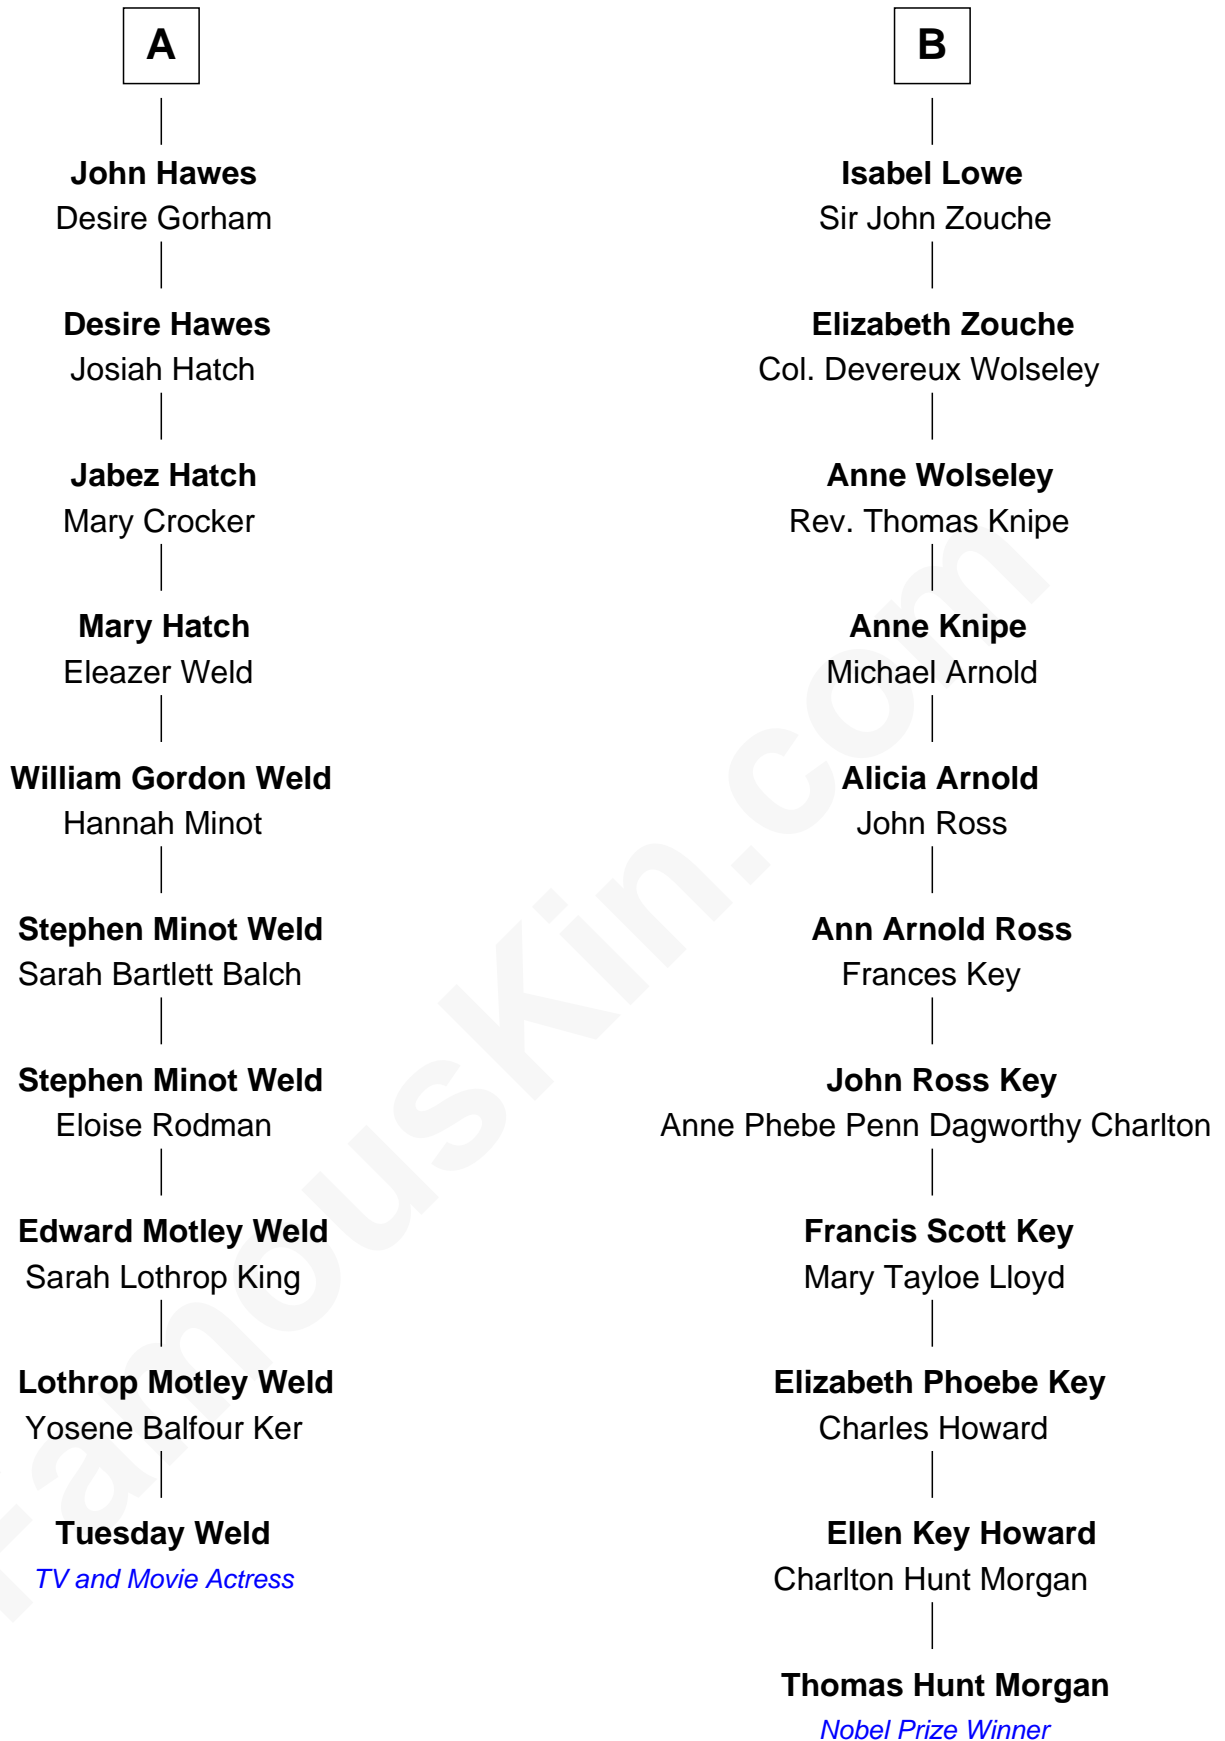 A
John Hawes
Desire Gorham
Desire Hawes
Josiah Hatch
Jabez Hatch
Mary Crocker
Mary Hatch
Eleazer Weld
William Gordon Weld
Hannah Minot
Stephen Minot Weld
Sarah Bartlett Balch
Stephen Minot Weld
Eloise Rodman
Edward Motley Weld
Sarah Lothrop King
Lothrop Motley Weld
Yosene Balfour Ker
Tuesday Weld
TV and Movie Actress
B
Isabel Lowe
Sir John Zouche
Elizabeth Zouche
Col. Devereux Wolseley
Anne Wolseley
Rev. Thomas Knipe
Anne Knipe
Michael Arnold
Alicia Arnold
John Ross
Ann Arnold Ross
Frances Key
John Ross Key
Anne Phebe Penn Dagworthy Charlton
Francis Scott Key
Mary Tayloe Lloyd
Elizabeth Phoebe Key
Charles Howard
Ellen Key Howard
Charlton Hunt Morgan
Thomas Hunt Morgan
Nobel Prize Winner
FamousKin.com